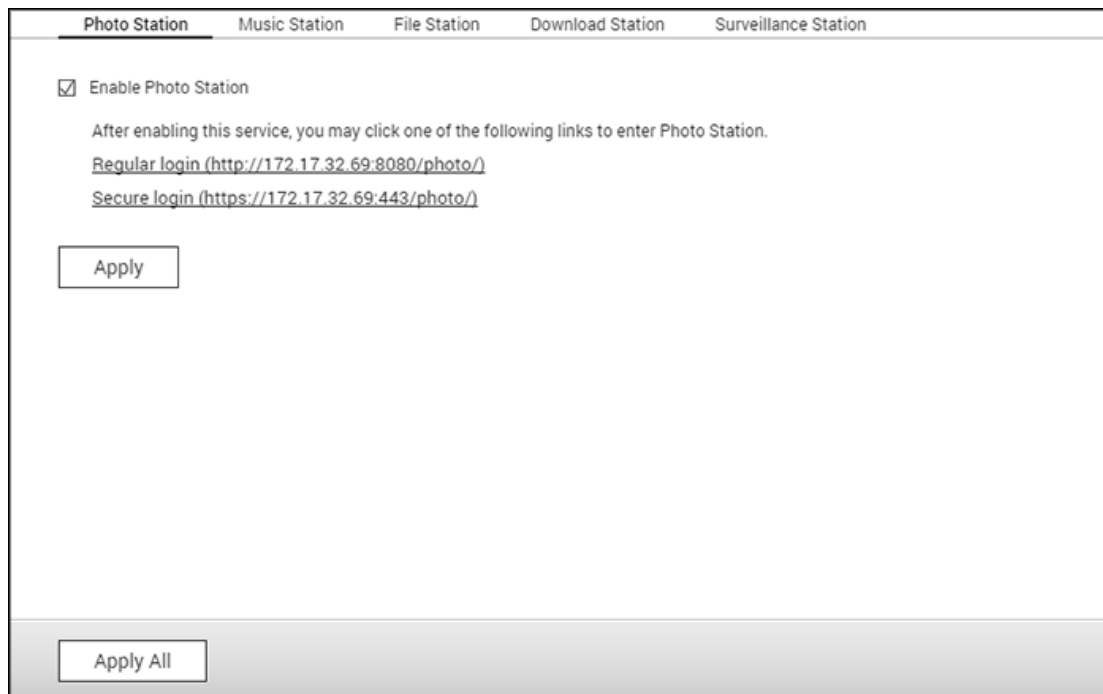 Photo Station Music Station File Station Download Station Surveillance Station
Enable Photo Station
After enabling this service, you may click one of the following links to enter Photo Station.
Regular login (http://172.17.32.69:8080/photo/)
Secure login (https://172.17.32.69:443/photo/)
Apply
Apply All